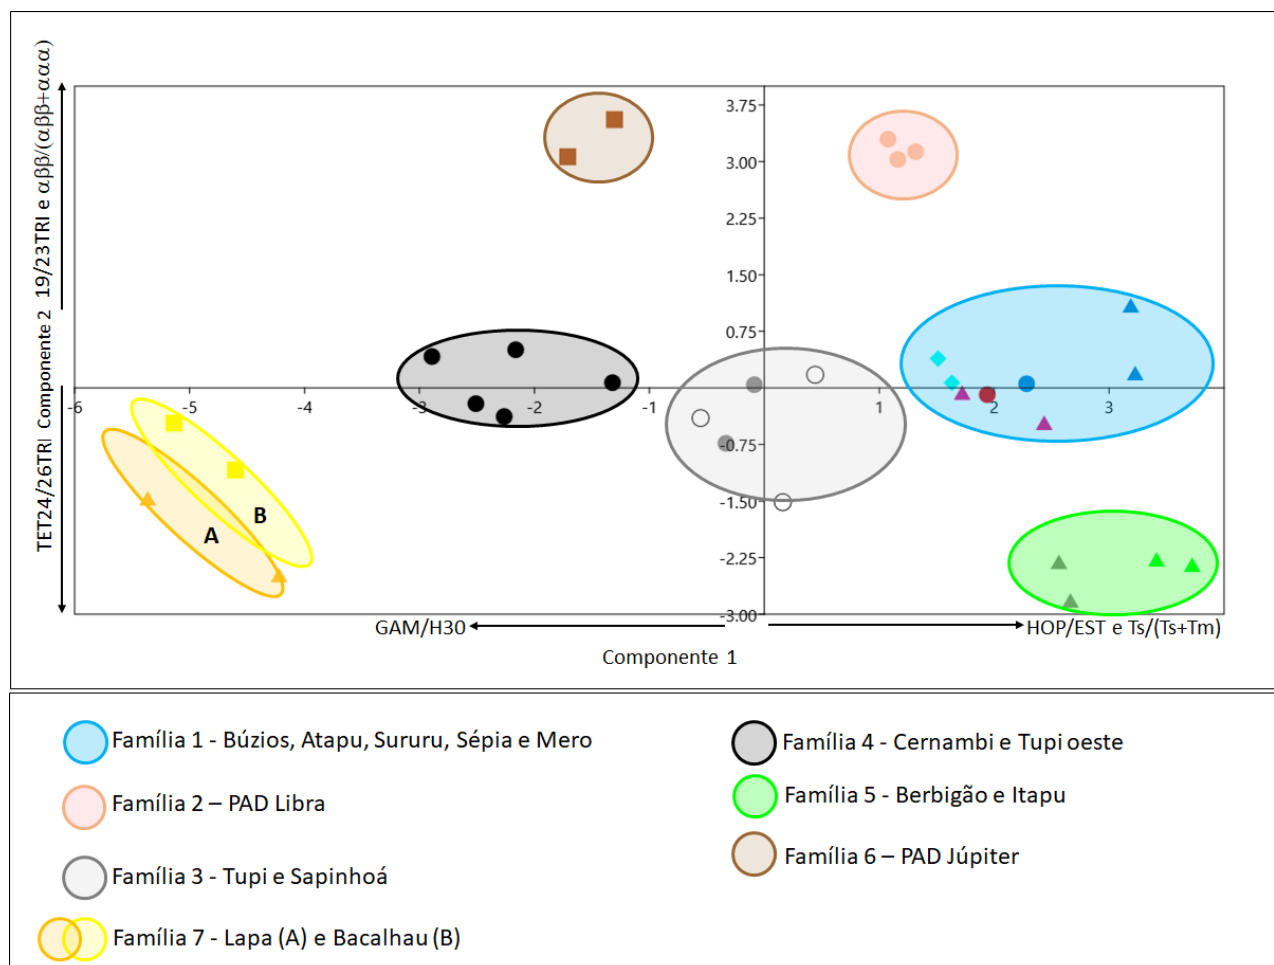 TET24/26TRI Componente 2 19/23TRI e αββ/(αββ+ααα)
3.75
3.00
2.25
1.50
0.75
-6 -5 -4 -3 -2 -1 1 2 3
-0.75
-1.50
-2.25
-3.00
A
B
GAM/H30
HOP/EST e Ts/(Ts+Tm)
Componente 1
Família 1 - Búzios, Atapu, Sururu, Sépia e Mero
Família 2 – PAD Libra
Família 3 - Tupi e Sapinhoá
Família 7 - Lapa (A) e Bacalhau (B)
Família 4 - Cernambi e Tupi oeste
Família 5 - Berbigão e Itapu
Família 6 – PAD Júpiter